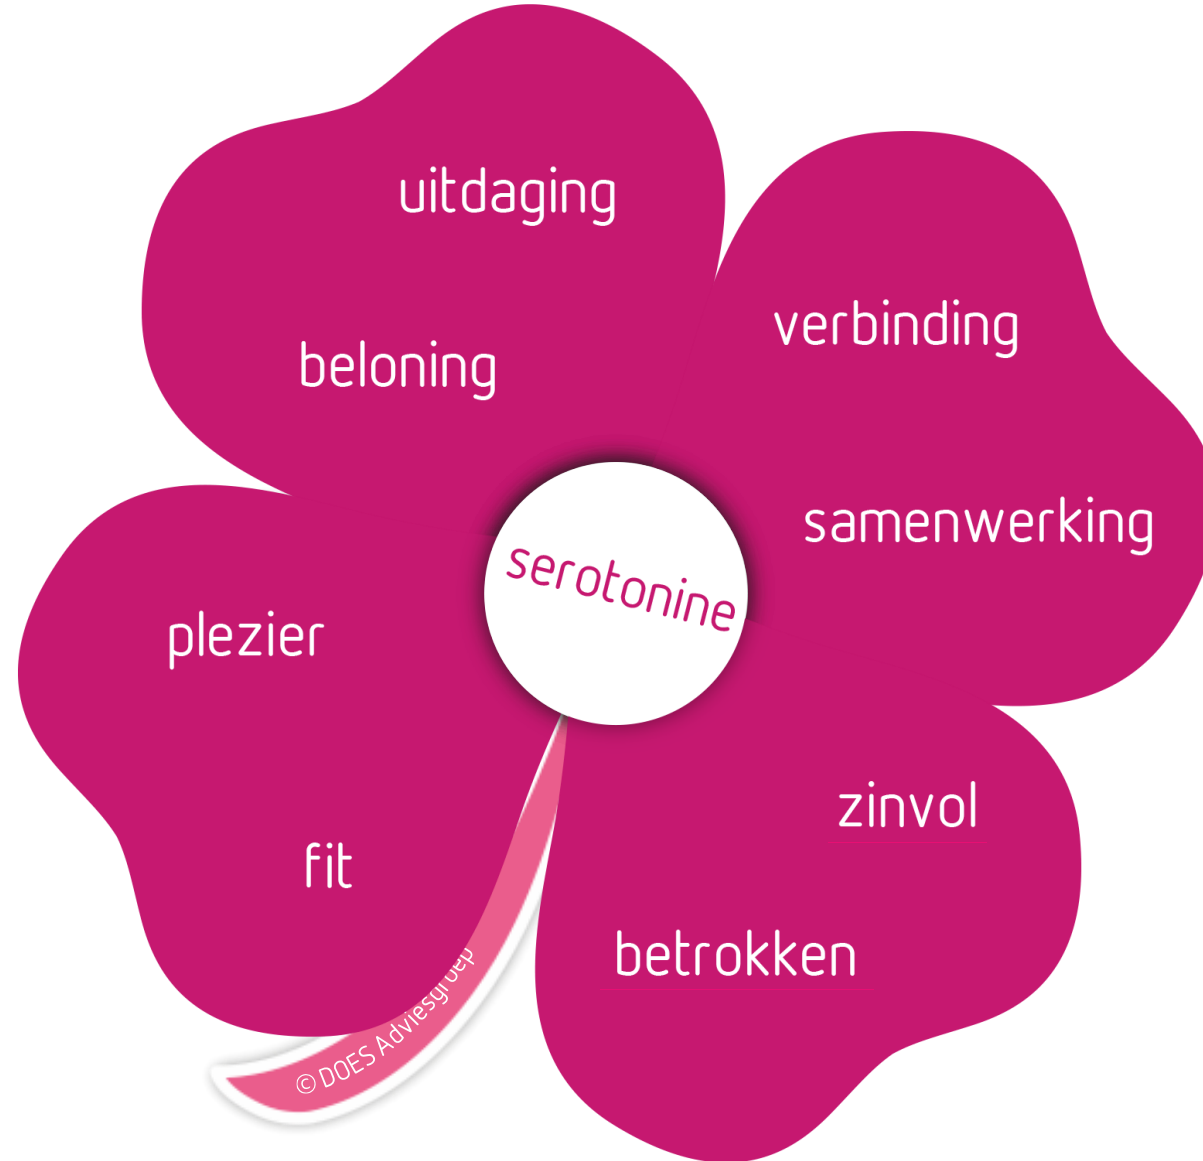 uitdaging
beloning
verbinding
samenwerking
serotonine
plezier
fit
zinvol
betrokken
© DOES Adviesgroep